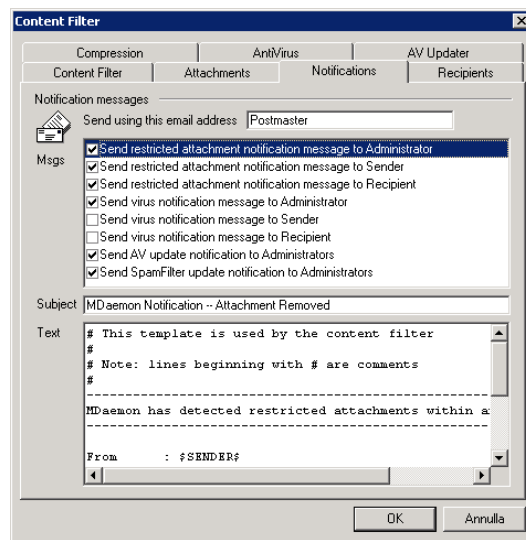 Content Filter
Compression
AntiVirus
AV Updater
Content Filter
Attachments
Notifications
Recipients
Notification messages
Send using this email address
Postmaster
Msgs
Send restricted attachment notification message to Administrator
Send restricted attachment notification message to Sender
Send restricted attachment notification message to Recipient
Send virus notification message to Administrator
Send virus notification message to Sender
Send virus notification message to Recipient
Send AV update notification to Administrators
Send SpamFilter update notification to Administrators
Subject
MDaemon Notification -- Attachment Removed
Text
# This template is used by the content filter
#
# Note: lines beginning with # are comments
#
------------------------------------------------
MDaemon has detected restricted attachments within a
------------------------------------------------
From : $SENDER$
OK
Annulla